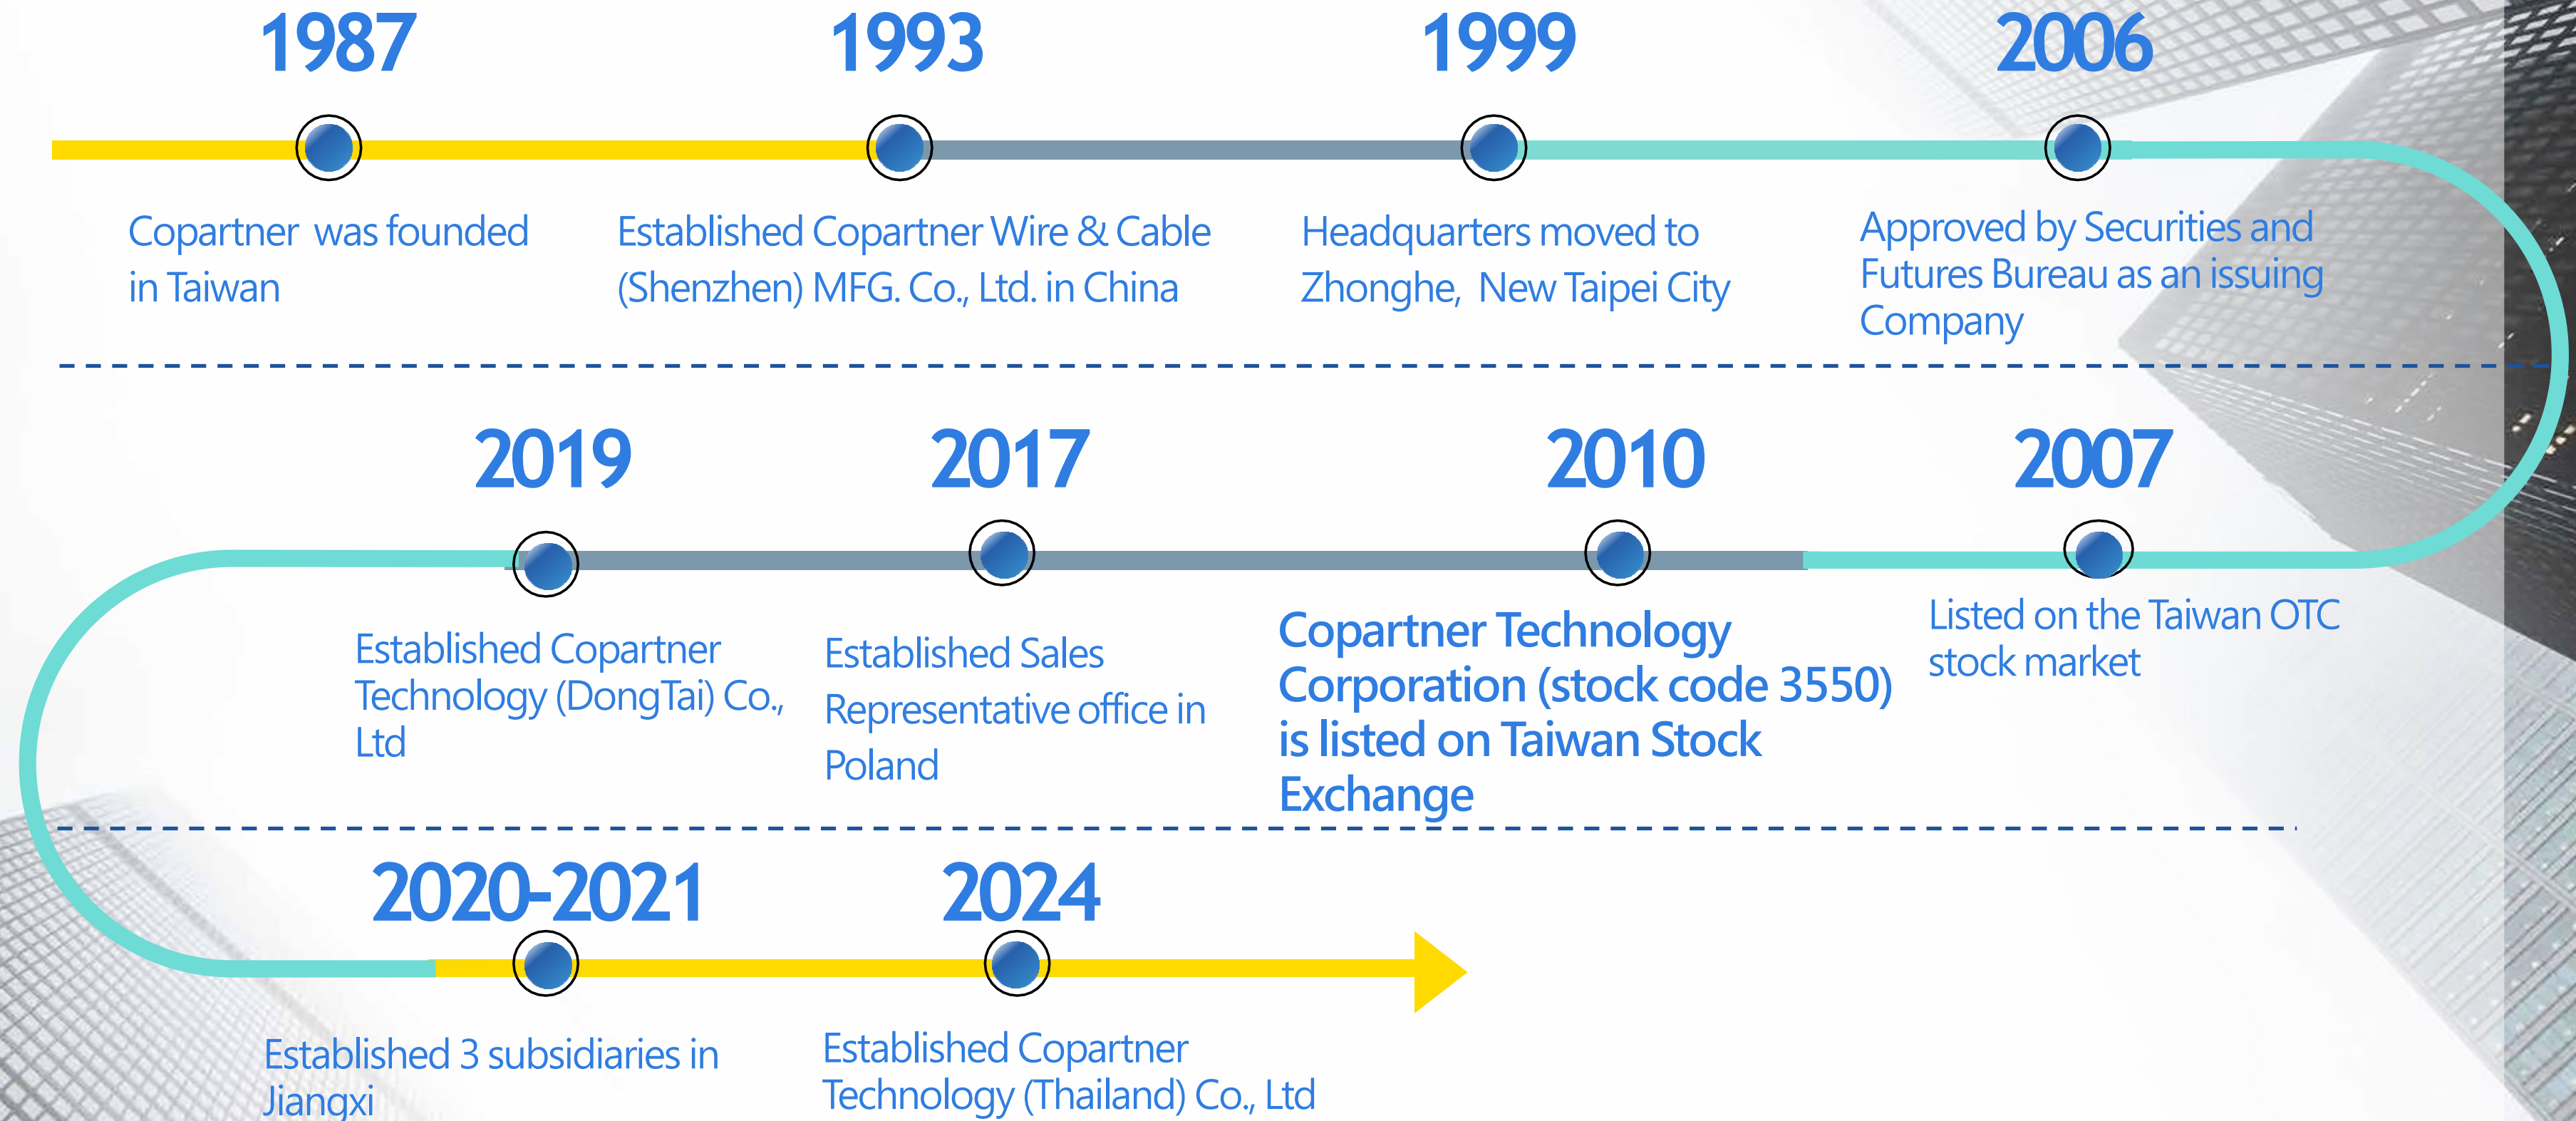 1987
Copartner was founded
in Taiwan
1993
Established Copartner Wire & Cable
(Shenzhen) MFG. Co., Ltd. in China
1999
Headquarters moved to
Zhonghe, New Taipei City
2006
Approved by Securities and
Futures Bureau as an issuing
Company
2007
Listed on the Taiwan OTC
stock market
2010
Copartner Technology
Corporation (stock code 3550)
is listed on Taiwan Stock
Exchange
2017
Established Sales
Representative office in
Poland
2019
Established Copartner
Technology (DongTai) Co.,
Ltd
2020-2021
Established 3 subsidiaries in
Jiangxi
2024
Established Copartner
Technology (Thailand) Co., Ltd